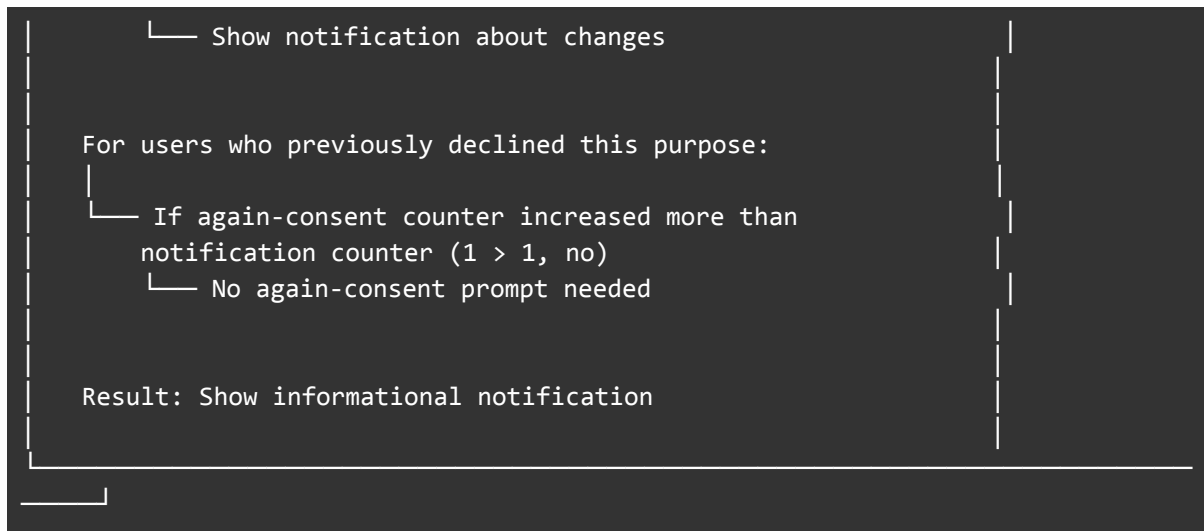 └── Show notification about changes
For users who previously declined this purpose:
└── If again-consent counter increased more than
notification counter (1 > 1, no)
└── No again-consent prompt needed
Result: Show informational notification